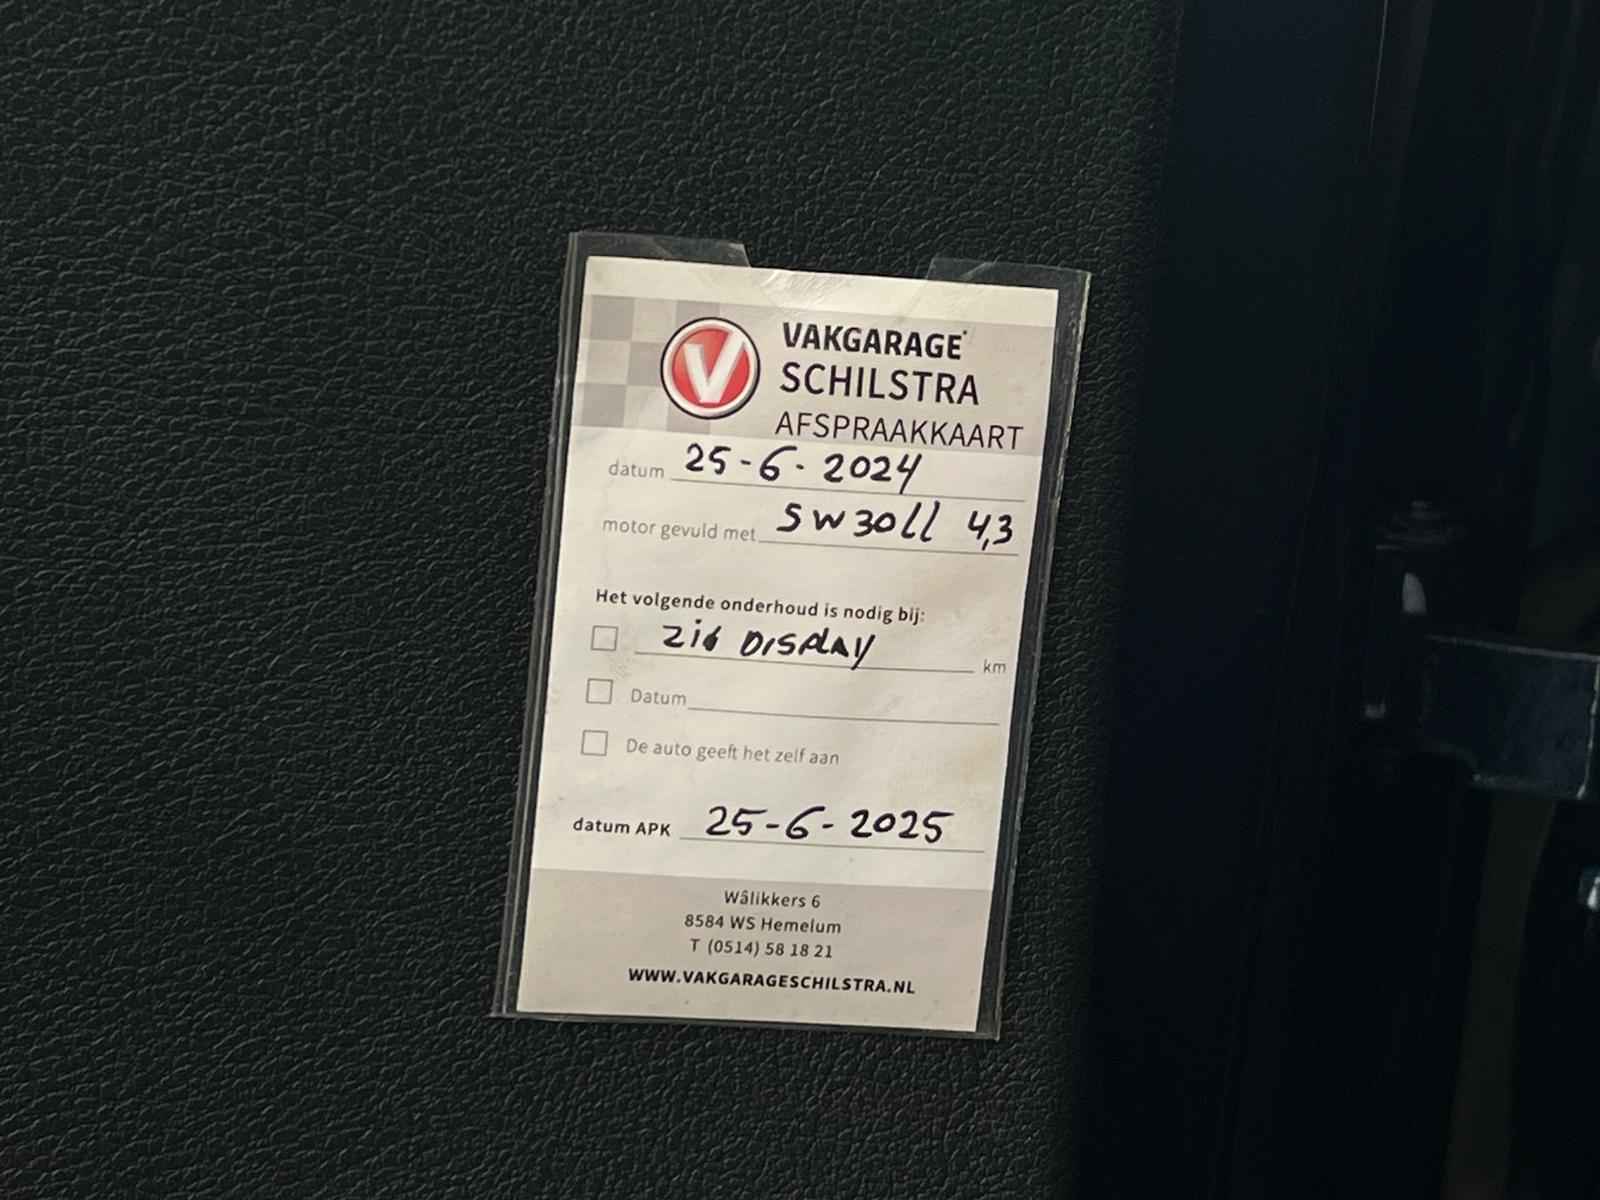 V
VAKGARAGE
SCHILSTRA
AFSPRAAKKAART
datum 25-6-2024
motor gevuld met 5W30LL 4,3
Het volgende onderhoud is nodig bij:
zie DISPLAY km
Datum
De auto geeft het zelf aan
datum APK 25-6-2025
Wâlikkers 6
8584 WS Hemelum
T (0514) 58 18 21
WWW.VAKGARAGESCHILSTRA.NL